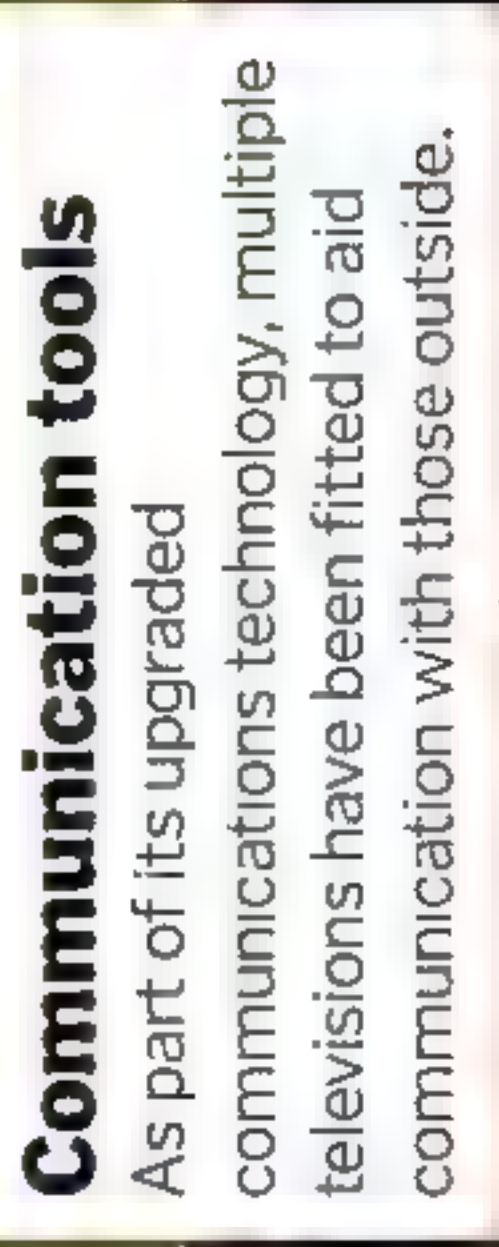 Communication tools
As part of its upgraded
communications technology, multiple
televisions have been fitted to aid
communication with those outside.